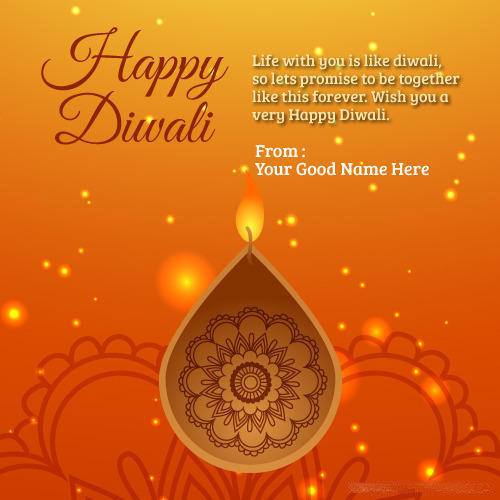 Happy
Diwali
Life with you is like diwali,
so lets promise to be together
like this forever. Wish you a
very Happy Diwali.
From :
Your Good Name Here